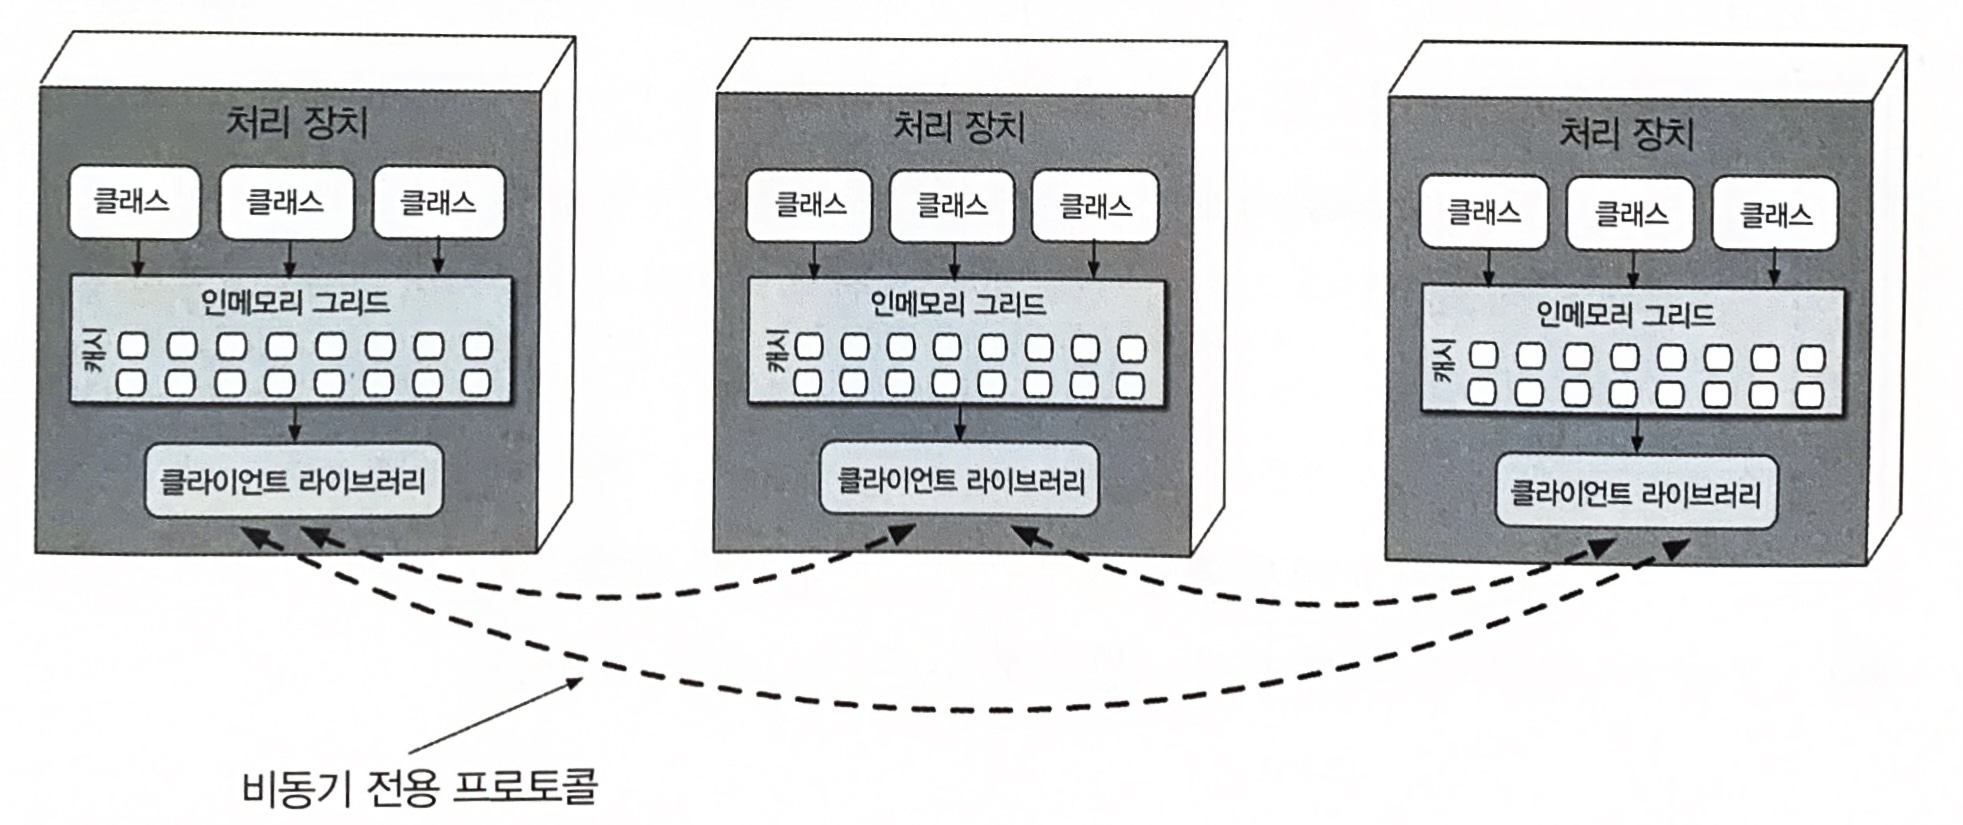 처리 장치
클래스 클래스 클래스
인메모리 그리드
캐시
클라이언트 라이브러리
처리 장치
클래스 클래스 클래스
인메모리 그리드
캐시
클라이언트 라이브러리
처리 장치
클래스 클래스 클래스
인메모리 그리드
캐시
클라이언트 라이브러리
비동기 전용 프로토콜